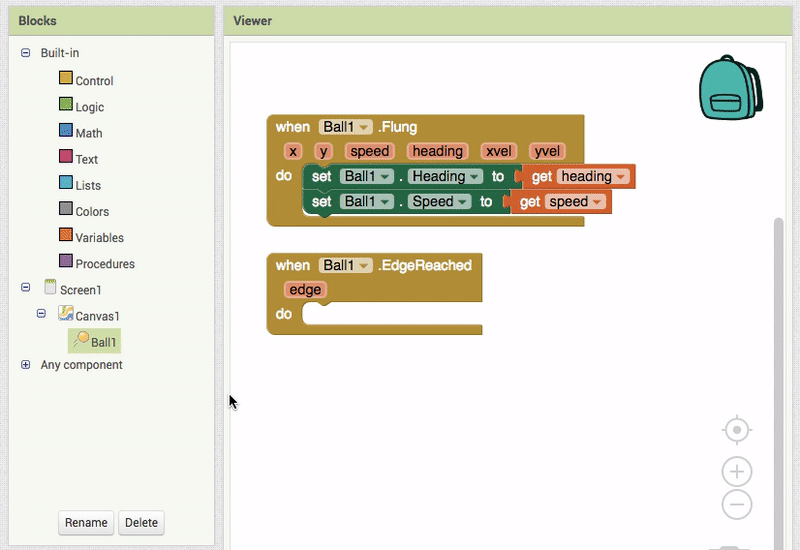 Blocks
Viewer
Built-in
Control
Logic
Math
Text
Lists
Colors
Variables
Procedures
Screen1
Canvas1
Ball1
Any component
Rename Delete
when Ball1 .Flung
x y speed heading xvel yvel
do set Ball1 . Heading to get heading
set Ball1 . Speed to get speed
when Ball1 .EdgeReached
edge
do